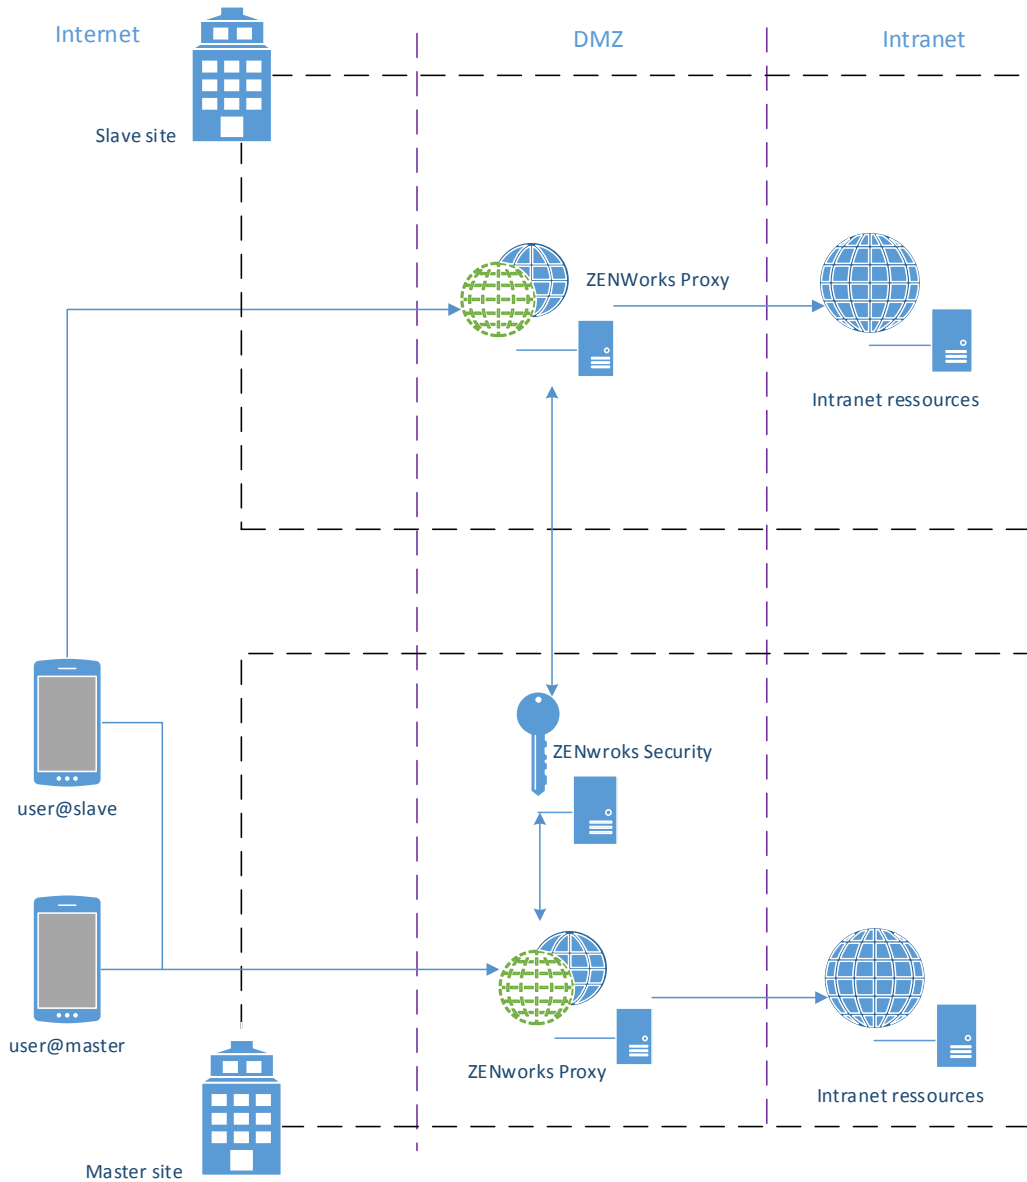 Internet
DMZ
Intranet
Slave site
ZENWorks Proxy
Intranet ressources
ZENwroks Security
user@slave
user@master
ZENworks Proxy
Intranet ressources
Master site